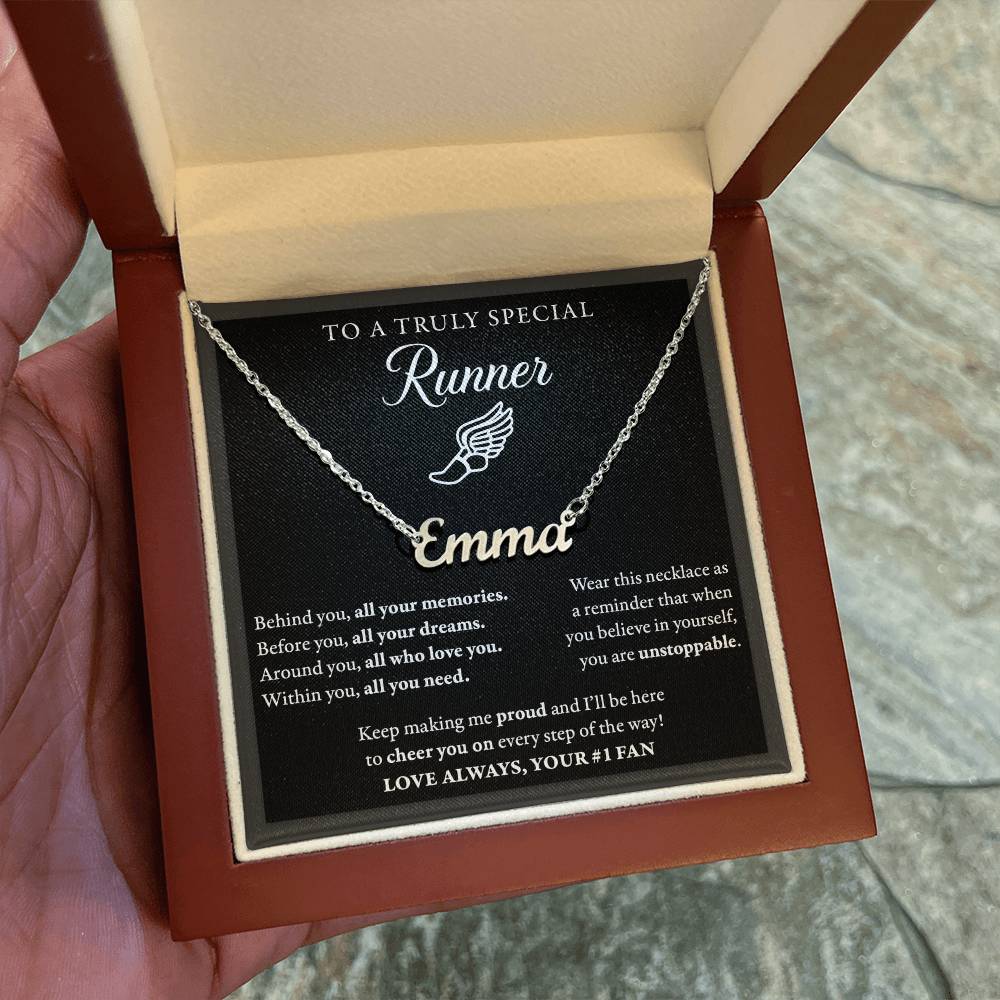 TO A TRULY SPECIAL
Runner
Emma
Behind you, all your memories.
Before you, all your dreams.
Around you, all who love you.
Within you, all you need.
Wear this necklace as
a reminder that when
you believe in yourself,
you are unstoppable.
Keep making me proud and I'll be here
to cheer you on every step of the way!
LOVE ALWAYS, YOUR #1 FAN